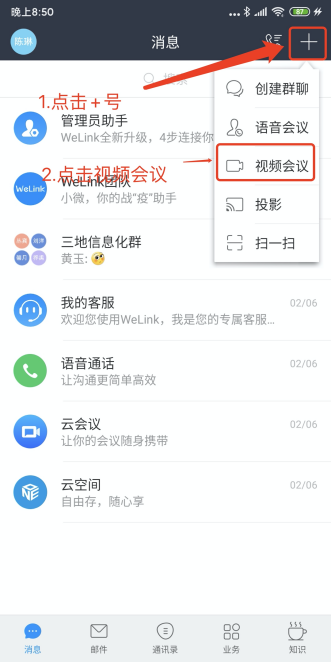 晚上8:50
87
陈琳
消息
1.点击+号
创建群聊
管理员助手
WeLink全新升级，4步连接你
语音会议
2.点击视频会议
视频会议
WeLink
WeLink团队
小微，你的战“疫”助手
投影
三地信息化群
黄玉:
扫一扫
我的客服
02/06
欢迎您使用WeLink，我是您的专属客服...
语音通话
02/06
让沟通更简单高效
云会议
02/06
让你的会议随身携带
云空间
02/06
自由存，随心享
消息
邮件
通讯录
业务
知识